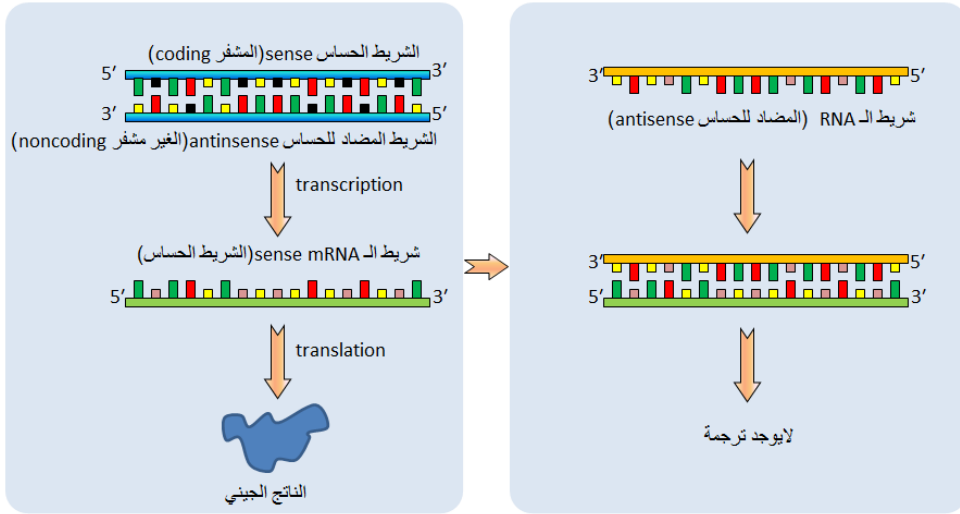 الشريط الحساس sense(المشفر coding)
5′ 3′
3′ 5′
الشريط المضاد للحساس antinsense(الغير مشفر noncoding)
transcription
شريط الـ sense mRNA(الشريط الحساس)
5′ 3′
translation
الناتج الجيني
3′ 5′
شريط الـ RNA (المضاد للحساس antisense)
3′ 5′
5′ 3′
لايوجد ترجمة